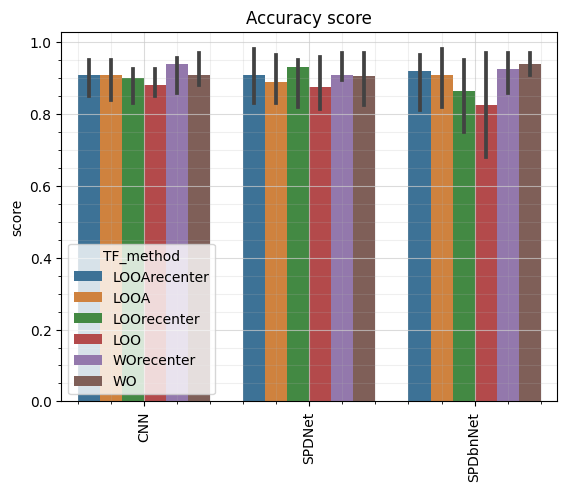 Accuracy score
1.0
0.8
0.6
0.4
0.2
0.0
score
TF_method
LOOArecenter
LOOA
LOOrecenter
LOO
WOrecenter
WO
CNN
SPDNet
SPDbnNet